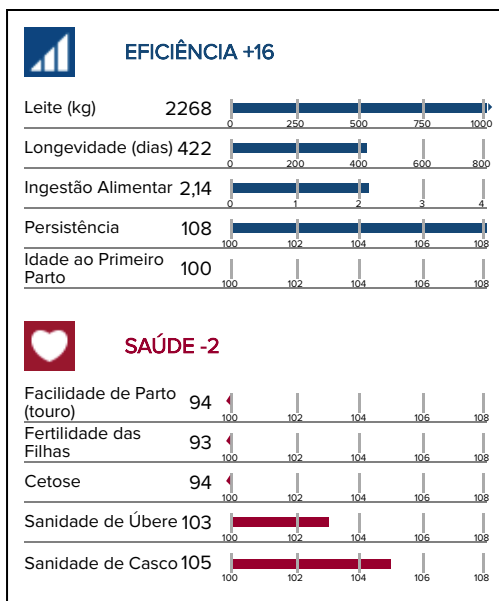 EFICIÊNCIA +16
Leite (kg) 2268
0 250 500 750 1000
Longevidade (dias) 422
0 200 400 600 800
Ingestão Alimentar 2,14
0 1 2 3 4
Persistência 108
100 102 104 106 108
Idade ao Primeiro
Parto 100
100 102 104 106 108
SAÚDE -2
Facilidade de Parto
(touro) 94
100 102 104 106 108
Fertilidade das
Filhas 93
100 102 104 106 108
Cetose 94
100 102 104 106 108
Sanidade de Úbere 103
100 102 104 106 108
Sanidade de Casco 105
100 102 104 106 108